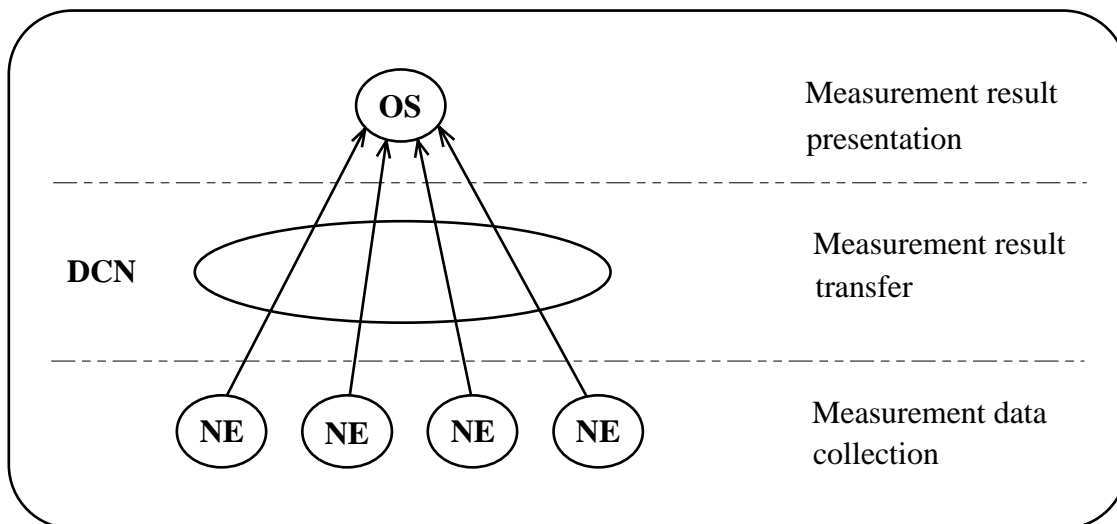 OS
Measurement result
presentation
DCN
Measurement result
transfer
NE NE NE NE
Measurement data
collection